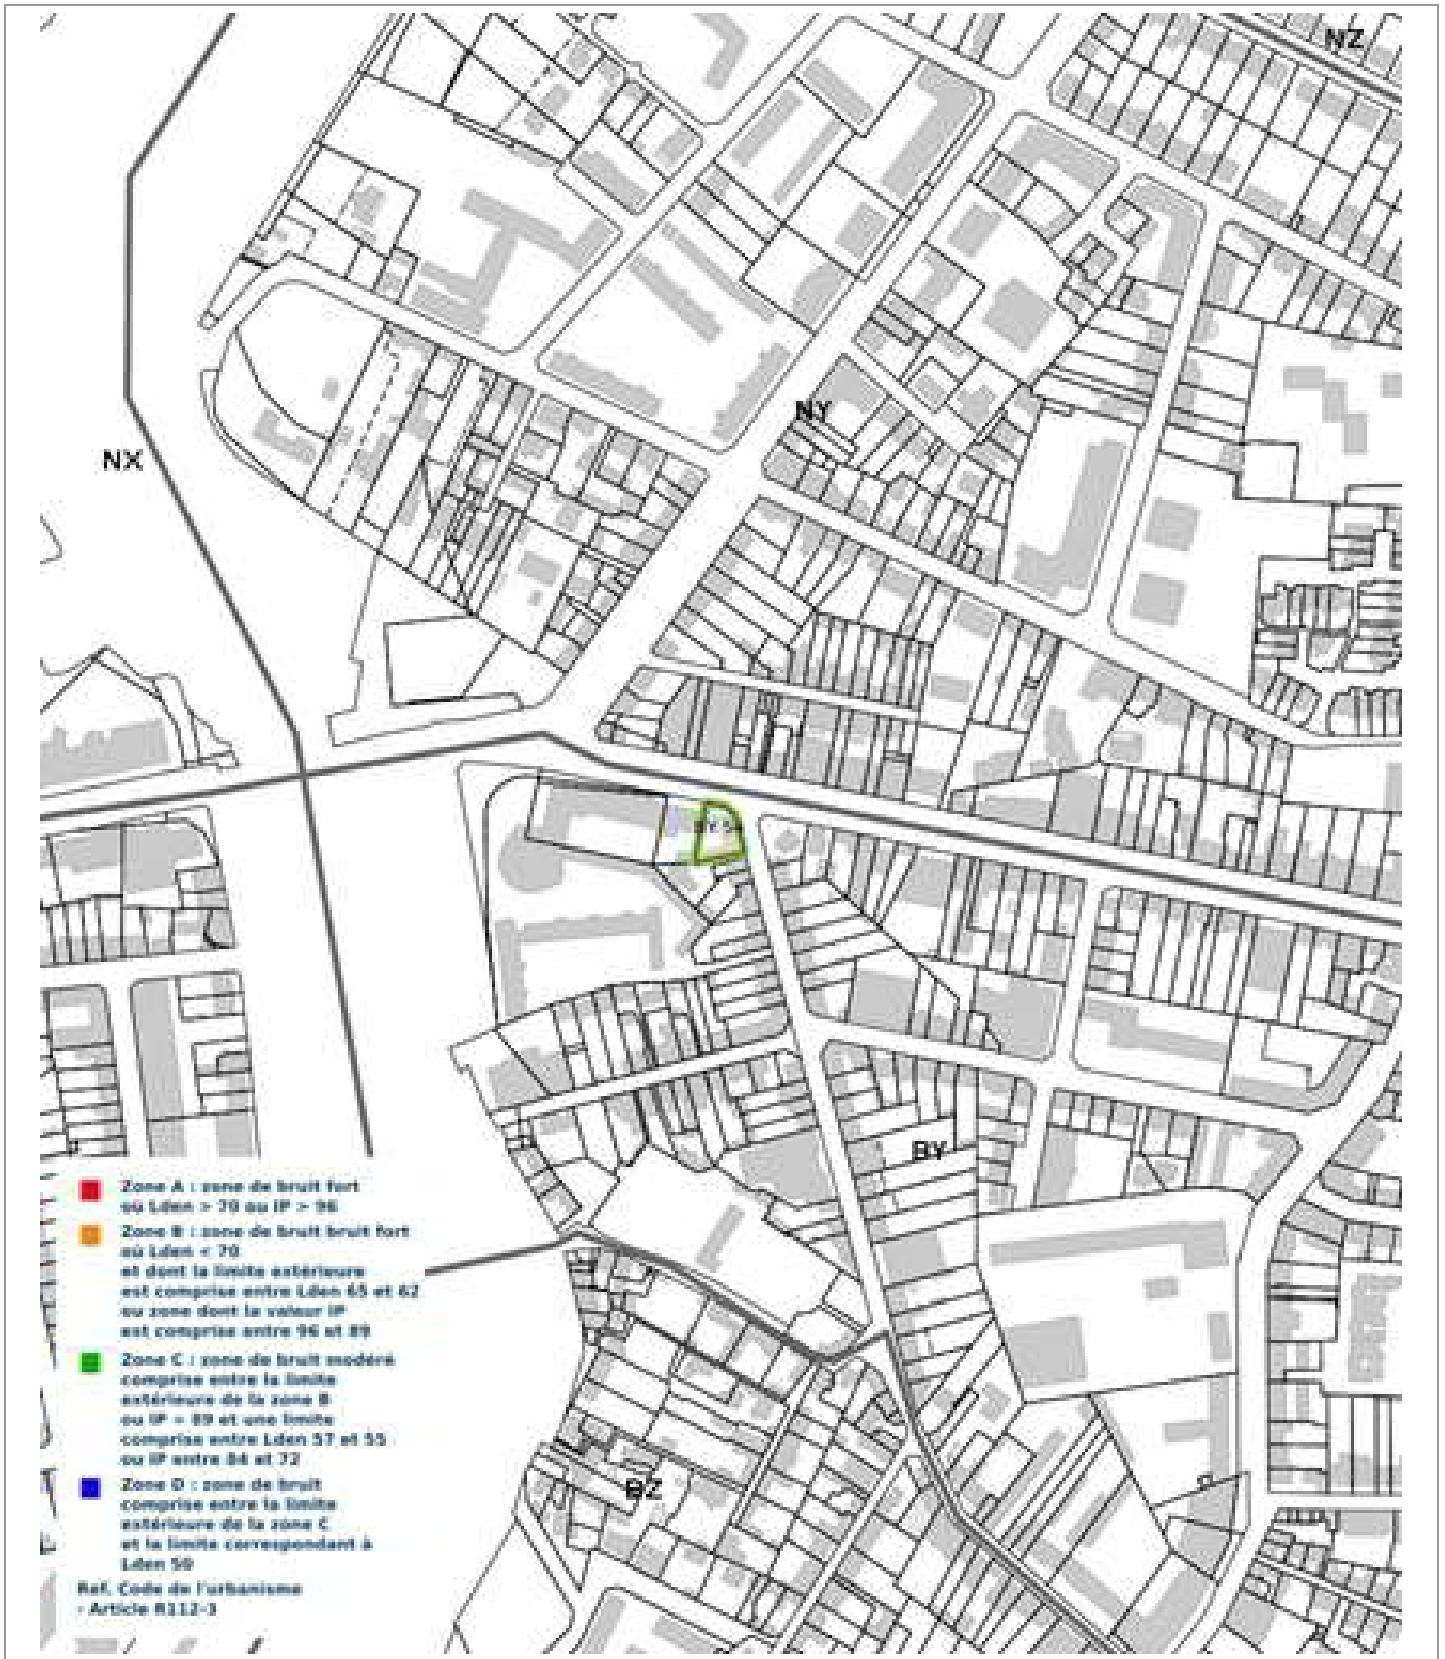 NZ
NY
NX
BY
BZ
Zone A : zone de bruit fort
où Lden > 70 ou IP > 96
Zone B : zone de bruit bruit fort
où Lden < 70
et dont la limite extérieure
est comprise entre Lden 65 et 62
ou zone dont la valeur IP
est comprise entre 96 et 89
Zone C : zone de bruit modéré
comprise entre la limite
extérieure de la zone B
ou IP = 89 et une limite
comprise entre Lden 57 et 55
ou IP entre 84 et 72
Zone D : zone de bruit
comprise entre la limite
extérieure de la zone C
et la limite correspondant à
Lden 50
Ref. Code de l'urbanisme
- Article R112-3